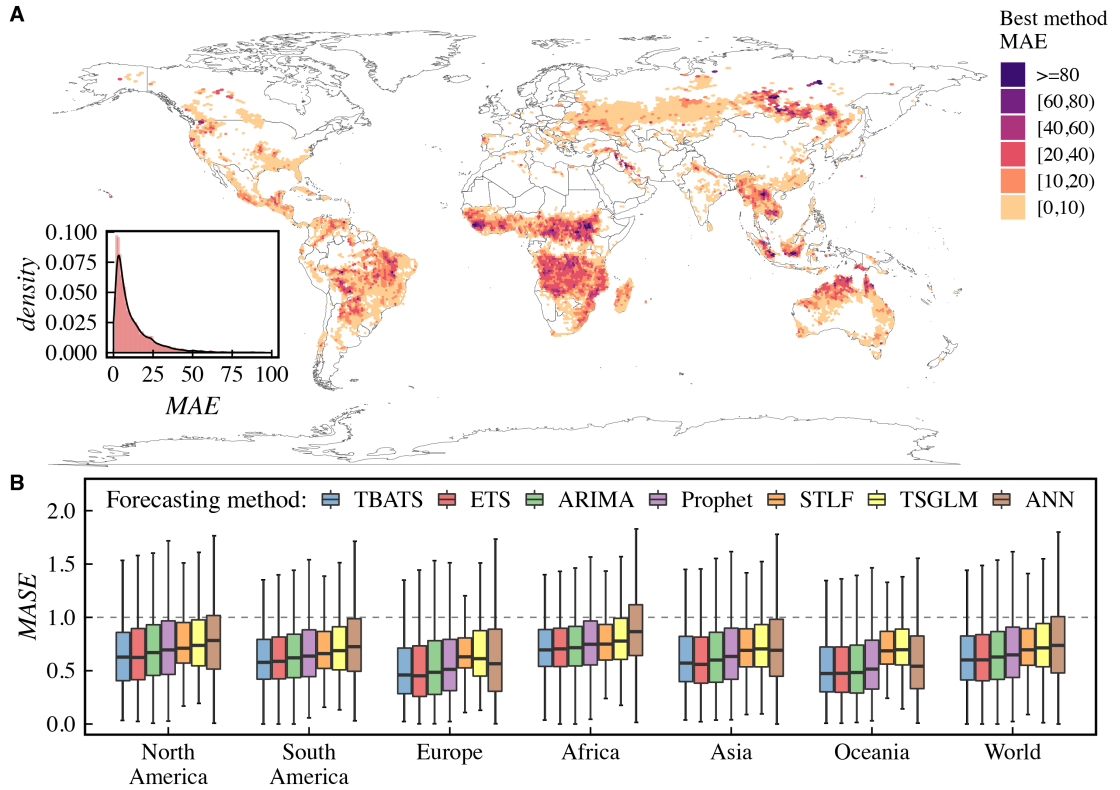 A
Best method
MAE
>=80
[60,80)
[40,60)
[20,40)
[10,20)
[0,10)
0.100
0.075
0.050
0.025
0.000
density
0 25 50 75 100
MAE
B
Forecasting method: TBATS ETS ARIMA Prophet STLF TSGLM ANN
2.0
1.5
1.0
0.5
0.0
MASE
North America
South America
Europe
Africa
Asia
Oceania
World